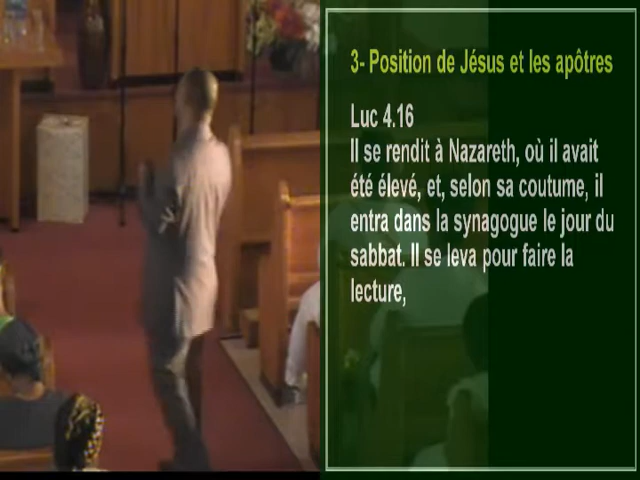 3- Position de Jésus et les apôtres
Luc 4.16
Il se rendit à Nazareth, où il avait
été élevé, et, selon sa coutume, il
entra dans la synagogue le jour du
sabbat. Il se leva pour faire la
lecture,